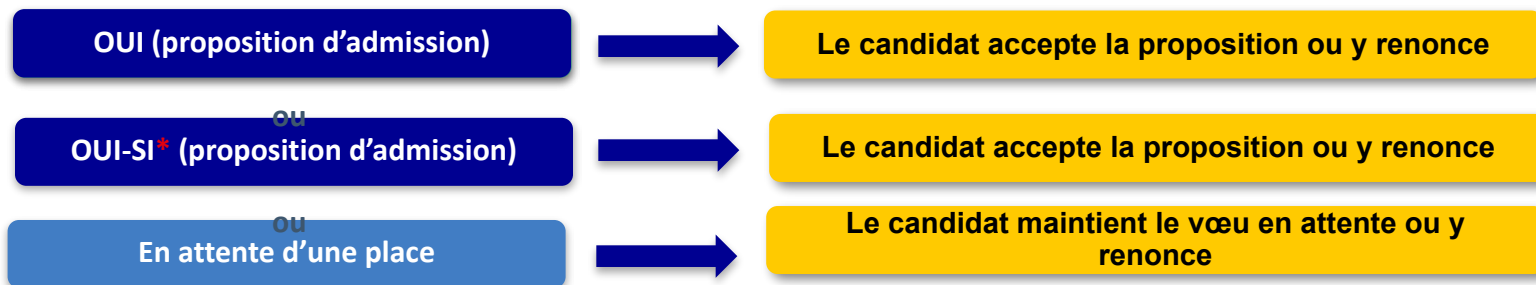 OUI (proposition d’admission)
Le candidat accepte la proposition ou y renonce
ou
OUI-SI* (proposition d’admission)
Le candidat accepte la proposition ou y renonce
ou
En attente d’une place
Le candidat maintient le vœu en attente ou y
renonce